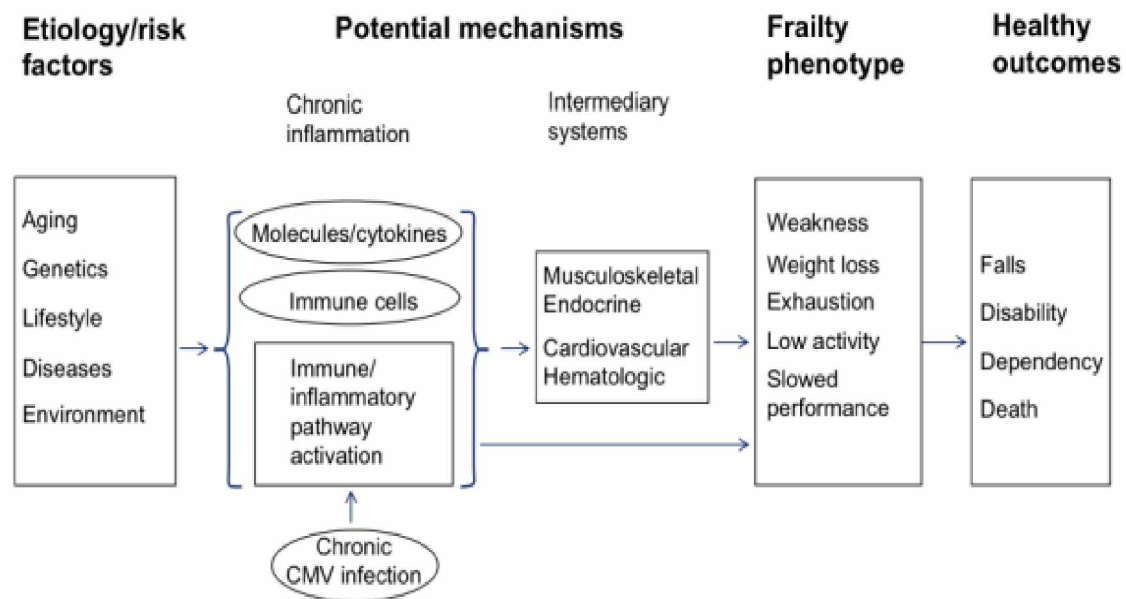 Etiology/risk
factors
Potential mechanisms
Frailty
phenotype
Healthy
outcomes
Chronic
inflammation
Intermediary
systems
Aging
Genetics
Lifestyle
Diseases
Environment
Molecules/cytokines
Immune cells
Immune/
inflammatory
pathway
activation
Chronic
CMV infection
Musculoskeletal
Endocrine
Cardiovascular
Hematologic
Weakness
Weight loss
Exhaustion
Low activity
Slowed
performance
Falls
Disability
Dependency
Death